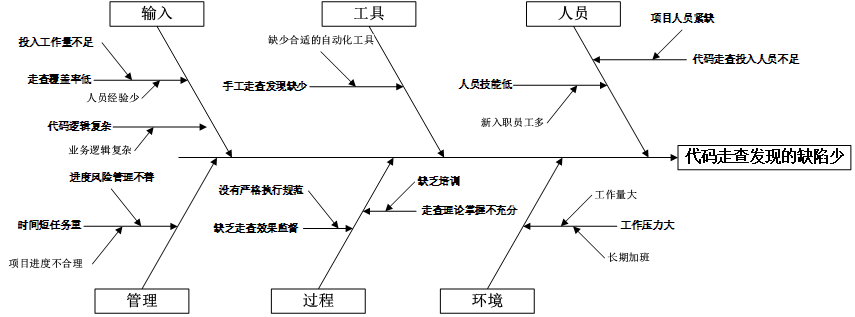 输入
工具
人员
投入工作量不足
缺少合适的自动化工具
项目人员紧缺
走查覆盖率低
手工走查发现缺少
人员技能低
代码走查投入人员不足
人员经验少
代码逻辑复杂
新入职员工多
业务逻辑复杂
代码走查发现的缺陷少
进度风险管理不善
没有严格执行规范
缺乏培训
工作量大
时间短任务重
缺乏走查效果监督
走查理论掌握不充分
工作压力大
项目进度不合理
长期加班
管理
过程
环境